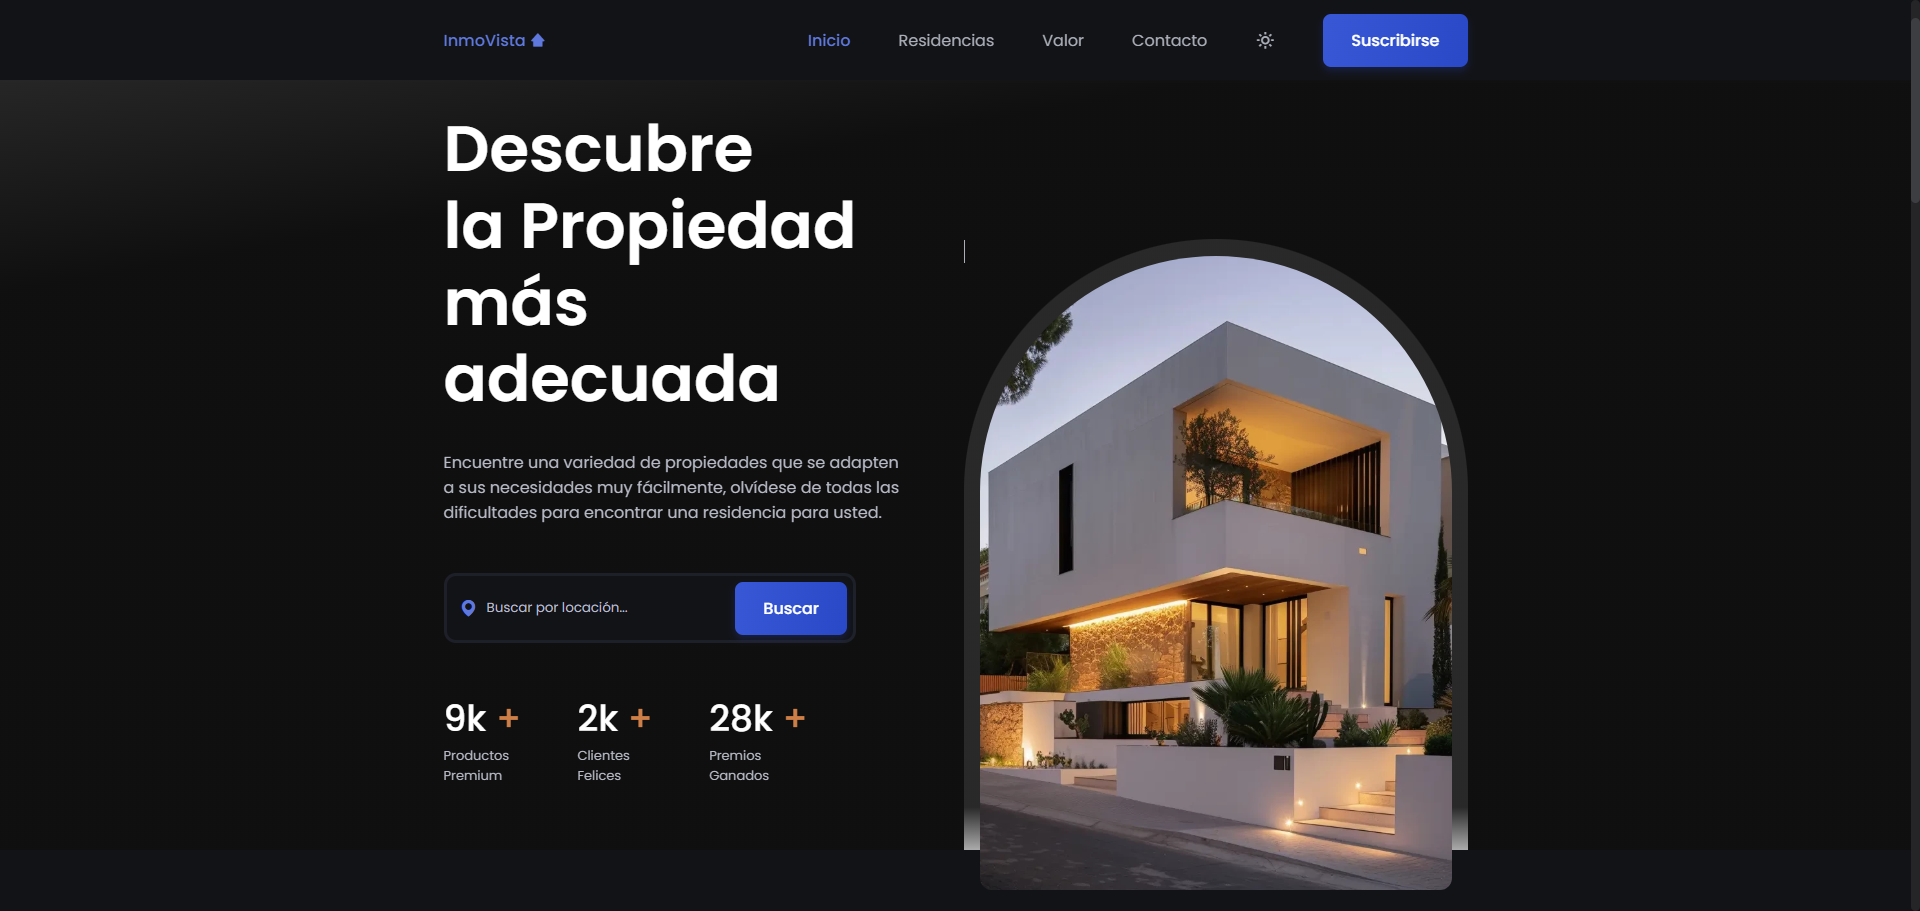 InmoVista
Inicio
Residencias
Valor
Contacto
Suscribirse
Descubre
la Propiedad
más
adecuada
Encuentre una variedad de propiedades que se adapten
a sus necesidades muy fácilmente, olvídese de todas las
dificultades para encontrar una residencia para usted.
Buscar por locación...
Buscar
9k +
Productos
Premium
2k +
Clientes
Felices
28k +
Premios
Ganados